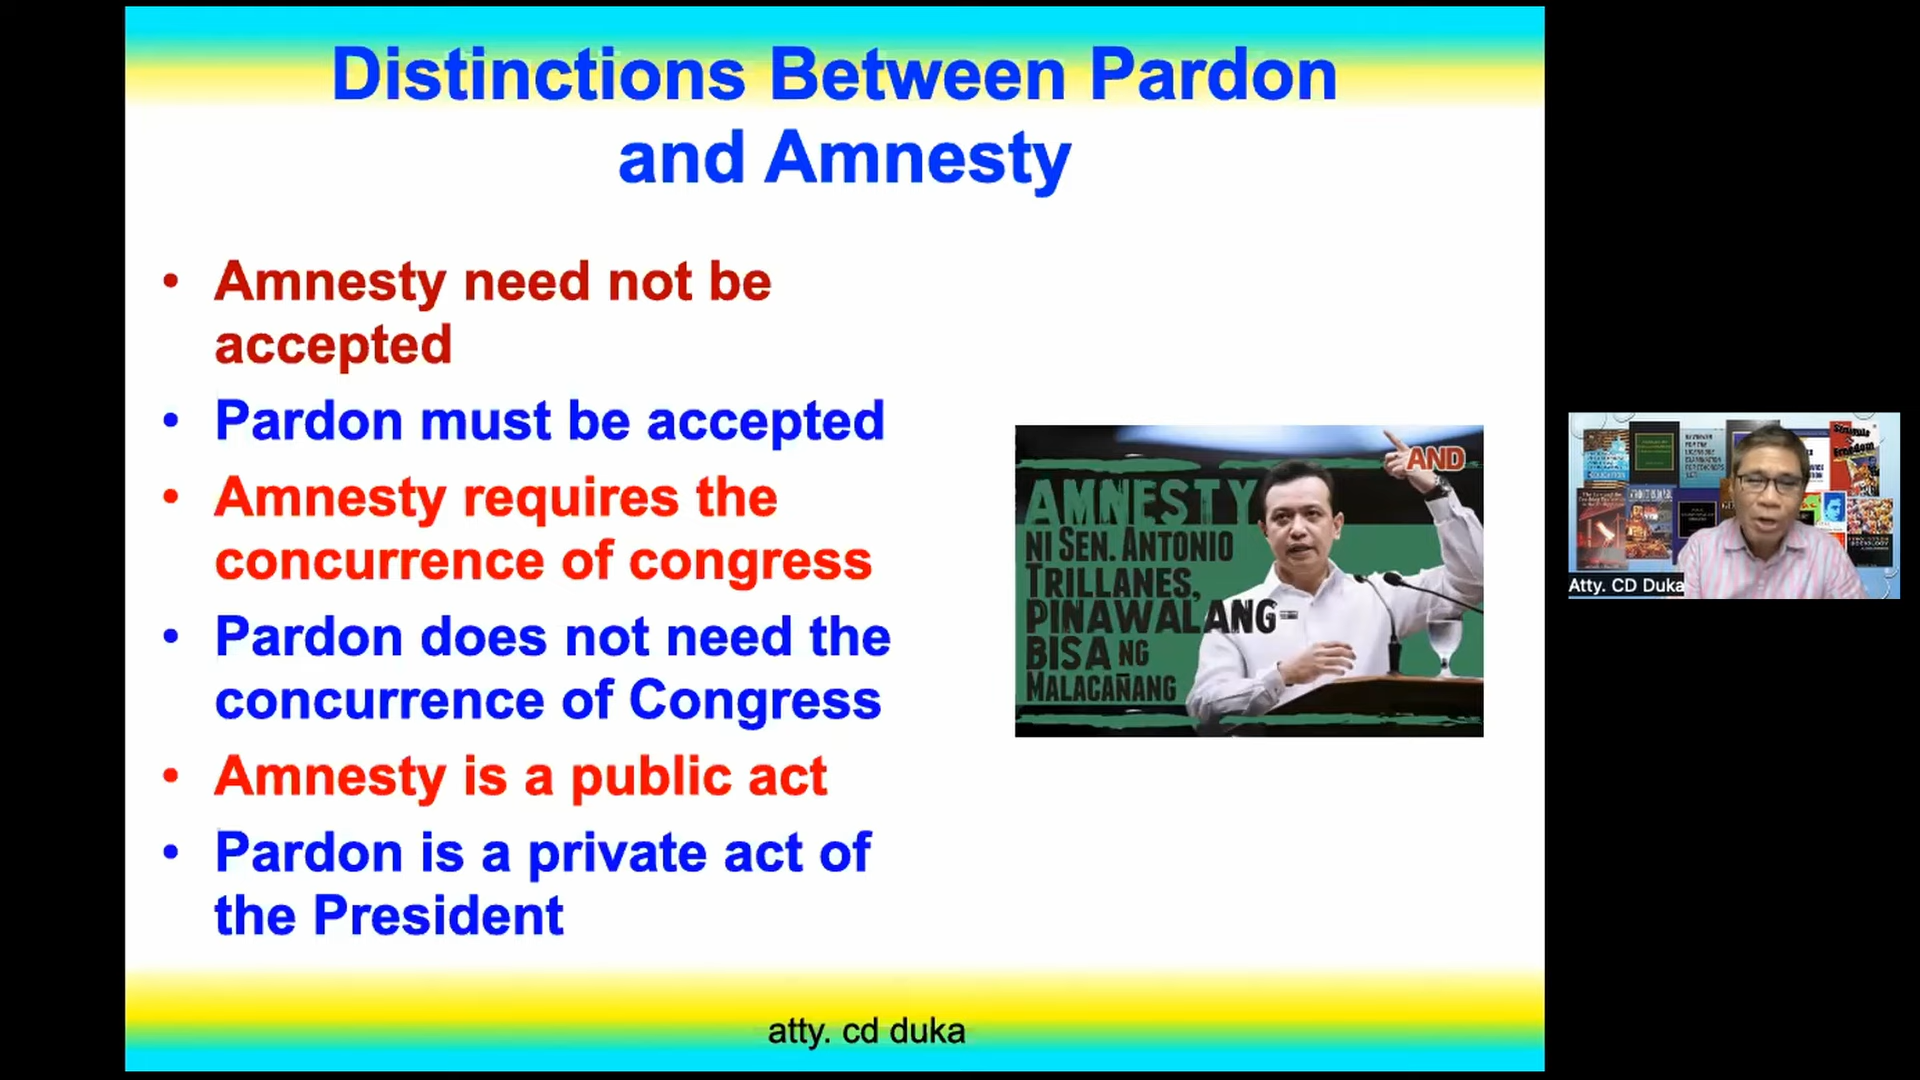 Distinctions Between Pardon
and Amnesty
• Amnesty need not be
accepted
• Pardon must be accepted
• Amnesty requires the
concurrence of congress
• Pardon does not need the
concurrence of Congress
• Amnesty is a public act
• Pardon is a private act of
the President
AND
AMNESTY
NI SEN. ANTONIO
TRILLANES,
PINAWALANG-
BISA NG
MALACAÑANG
Atty. CD Duka
atty. cd duka